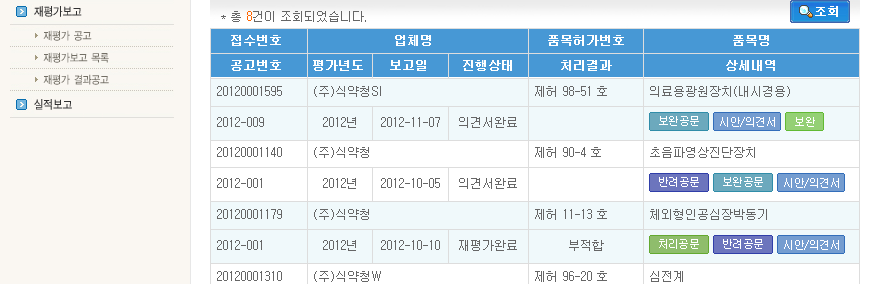 재평가보고
재평가 공고
재평가보고 목록
재평가 결과공고
실적보고
* 총 8건이 조회되었습니다.
조회
접수번호 업체명 품목허가번호 품목명
공고번호 평가년도 보고일 진행상태 처리결과 상세내역
20120001595 (주)식약청SI 제허 98-51 호 의료용광원장치(내시경용)
2012-009 2012년 2012-11-07 의견서완료 보완공문 시안/의견서 보완
20120001140 (주)식약청 제허 90-4 호 초음파영상진단장치
2012-001 2012년 2012-10-05 의견서완료 반려공문 보완공문 시안/의견서
20120001179 (주)식약청 제허 11-13 호 체외형인공심장박동기
2012-001 2012년 2012-10-10 재평가완료 부적합 처리공문 반려공문 시안/의견서
20120001310 (주)식약청W 제허 96-20 호 심전계